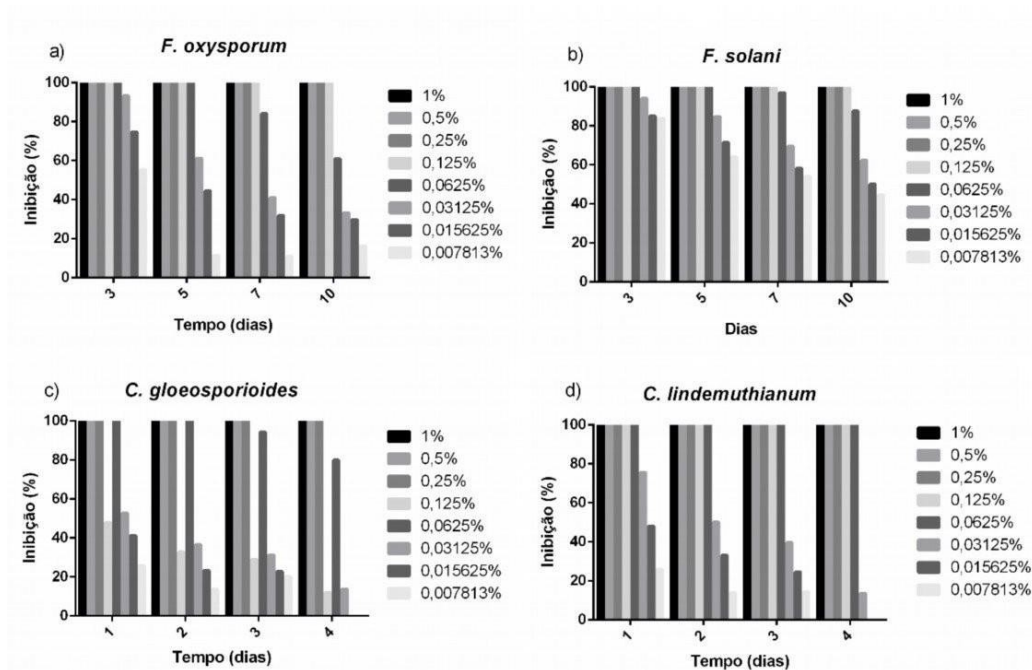 a)
F. oxysporum
Inibição (%)
100
80
60
40
20
0
3 5 7 10
Tempo (dias)
1%
0,5%
0,25%
0,125%
0,0625%
0,03125%
0,015625%
0,007813%
b)
F. solani
Inibição (%)
100
80
60
40
20
0
3 5 7 10
Dias
1%
0,5%
0,25%
0,125%
0,0625%
0,03125%
0,015625%
0,007813%
c)
C. gloeosporioides
Inibição (%)
100
80
60
40
20
0
1 2 3 4
Tempo (dias)
1%
0,5%
0,25%
0,125%
0,0625%
0,03125%
0,015625%
0,007813%
d)
C. lindemuthianum
Inibição (%)
100
80
60
40
20
0
1 2 3 4
Tempo (dias)
1%
0,5%
0,25%
0,125%
0,0625%
0,03125%
0,015625%
0,007813%